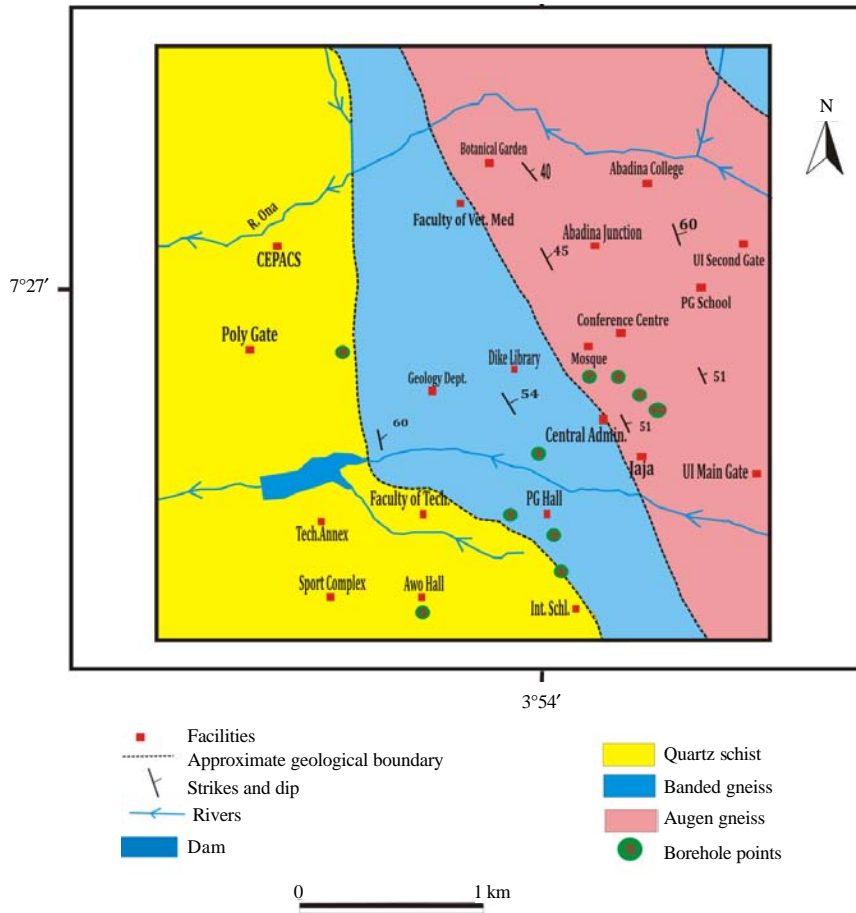 N
Botanical Garden
40
Abadina College
R. Ona
Faculty of Vet. Med
Abadina Junction
60
45
CEPACS
UI Second Gate
7°27′
PG School
Conference Centre
Poly Gate
Mosque
Dike Library
Geology Dept.
51
54
60
51
Central Admin.
Jaja
UI Main Gate
Faculty of Tech.
PG Hall
Tech.Annex
Sport Complex
Awo Hall
Int. Schl.
3°54′
Facilities
Approximate geological boundary
Strikes and dip
Rivers
Dam
Quartz schist
Banded gneiss
Augen gneiss
Borehole points
0 1 km